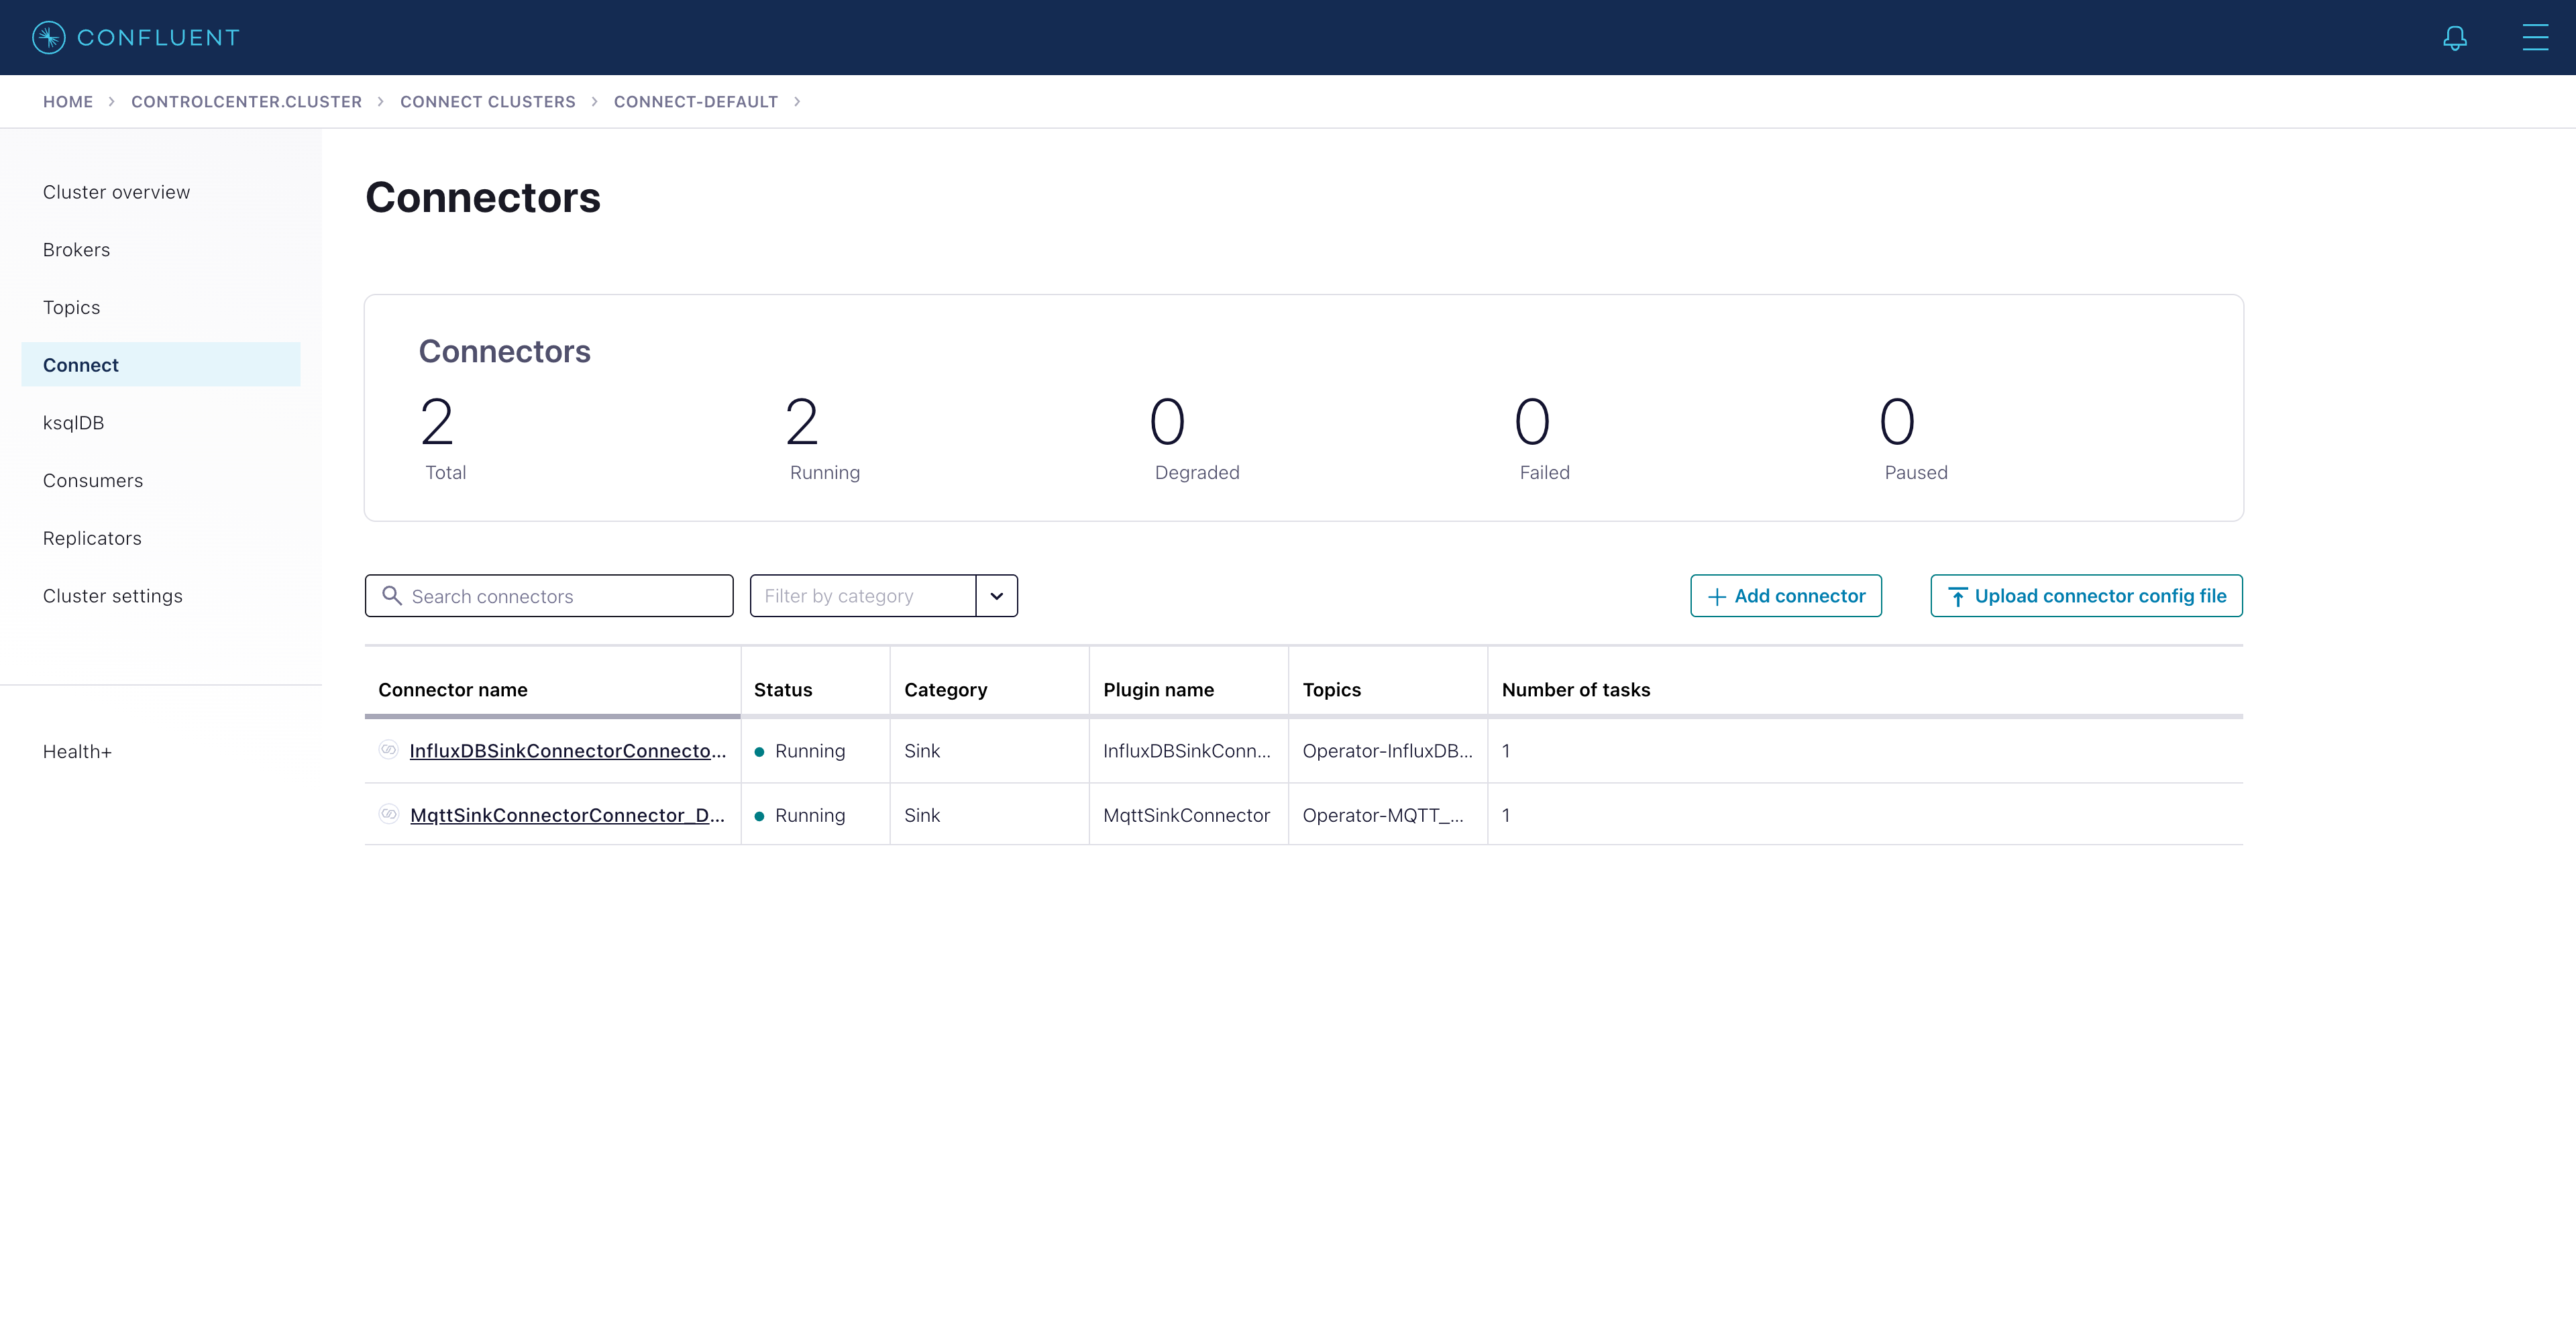 CONFLUENT
HOME > CONTROLCENTER.CLUSTER > CONNECT CLUSTERS > CONNECT-DEFAULT >
Cluster overview
Brokers
Topics
Connect
ksqlDB
Consumers
Replicators
Cluster settings
Health+
Connectors
Connectors
2 2 0 0 0
Total Running Degraded Failed Paused
Search connectors Filter by category + Add connector Upload connector config file
Connector name Status Category Plugin name Topics Number of tasks
InfluxDBSinkConnectorConnecto... Running Sink InfluxDBSinkConn... Operator-InfluxDB... 1
MqttSinkConnectorConnector_D... Running Sink MqttSinkConnector Operator-MQTT_... 1